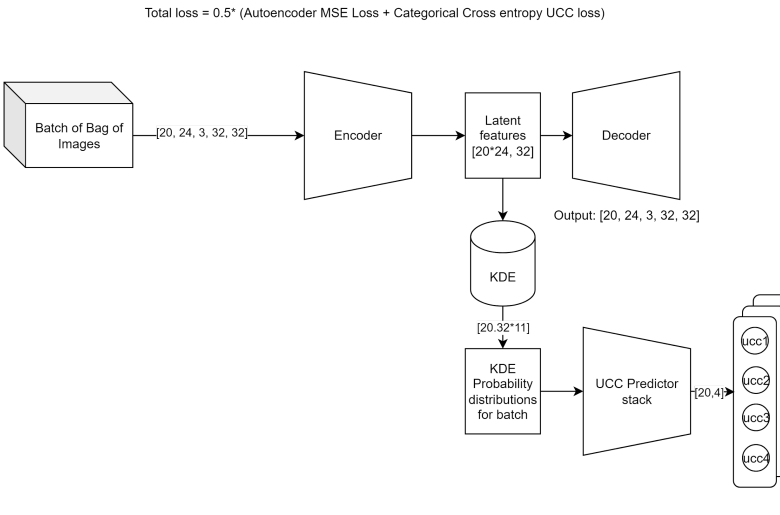 Total loss = 0.5* (Autoencoder MSE Loss + Categorical Cross entropy UCC loss)
Batch of Bag of
Images
[20, 24, 3, 32, 32]
Encoder
Latent
features
[20*24, 32]
Decoder
Output: [20, 24, 3, 32, 32]
KDE
[20.32*11]
KDE
Probability
distributions
for batch
UCC Predictor
stack
[20,4]
ucc1
ucc2
ucc3
ucc4